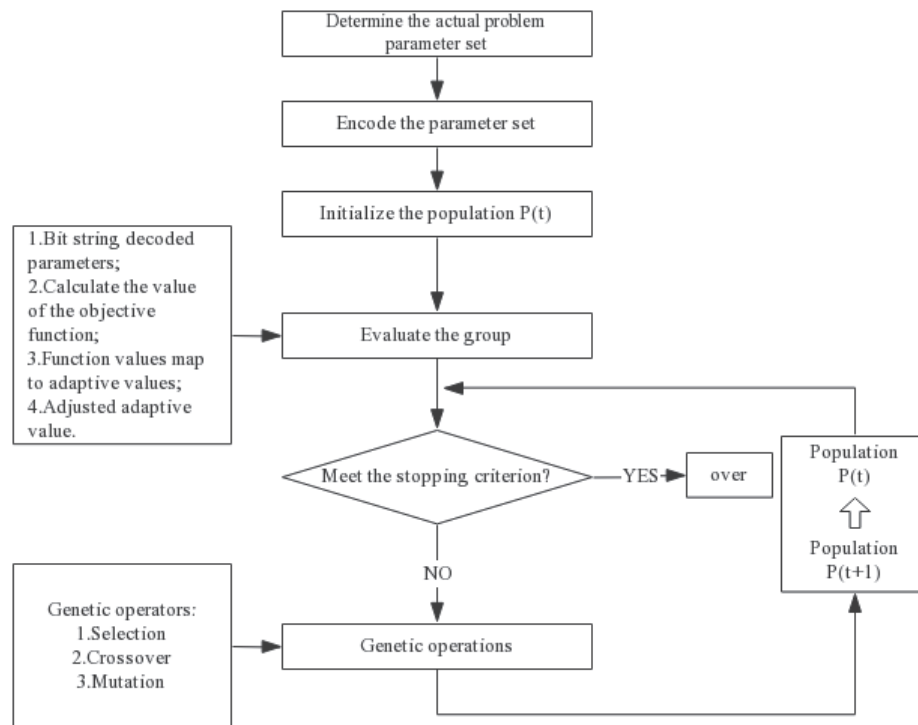 Determine the actual problem
parameter set
Encode the parameter set
Initialize the population P(t)
1.Bit string decoded
parameters;
2.Calculate the value
of the objective
function;
3.Function values map
to adaptive values;
4.Adjusted adaptive
value.
Evaluate the group
Meet the stopping criterion?
YES
over
Population
P(t)
Population
P(t+1)
NO
Genetic operators:
1.Selection
2.Crossover
3.Mutation
Genetic operations